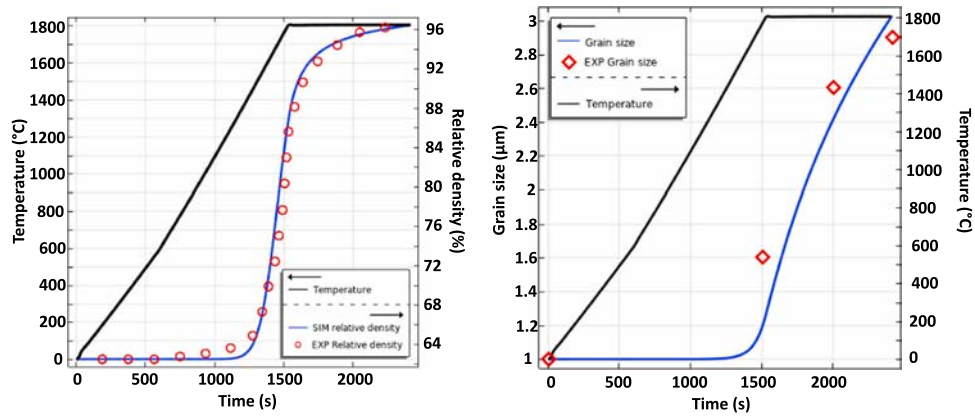 1800
1600
1400
1200
1000
800
600
400
200
0
Temperature (°C)
96
92
88
84
80
76
72
68
64
Relative density (%)
0 500 1000 1500 2000
Time (s)
Temperature
SIM relative density
EXP Relative density
3
2.8
2.6
2.4
2.2
2
1.8
1.6
1.4
1.2
1
Grain size (μm)
Grain size
EXP Grain size
Temperature
1800
1600
1400
1200
1000
800
600
400
200
0
Temperature (°C)
0 500 1000 1500 2000
Time (s)